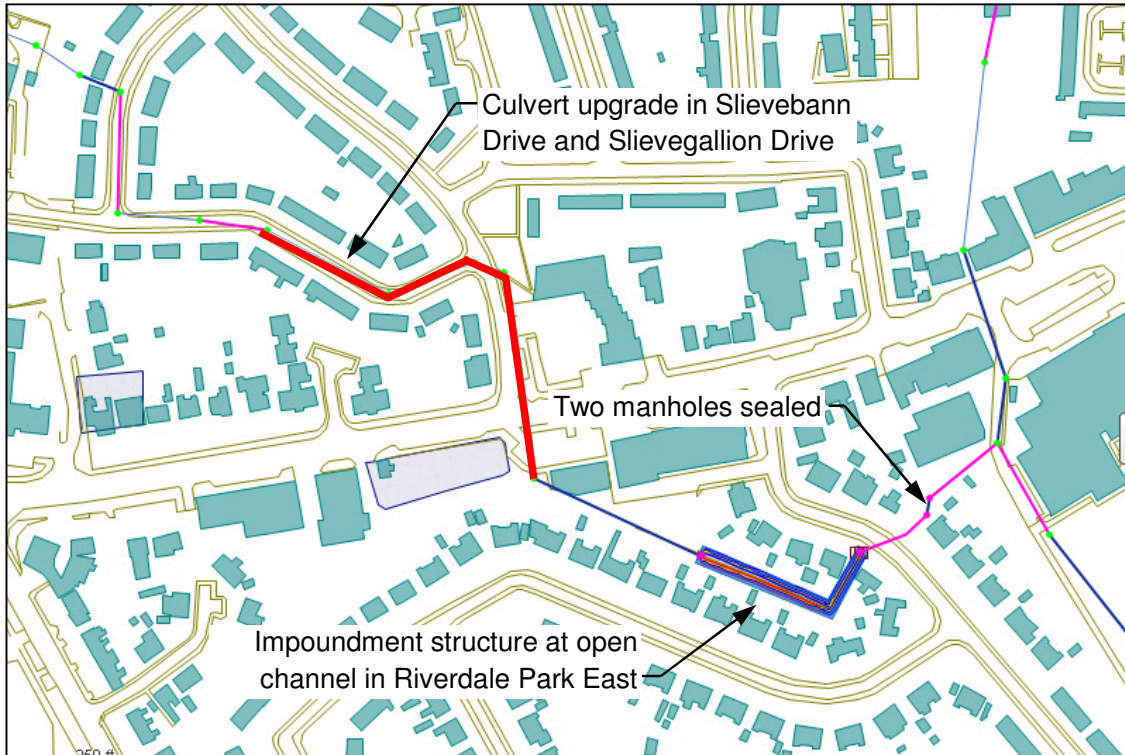 Culvert upgrade in Slievebann
Drive and Slievegallion Drive
Two manholes sealed
Impoundment structure at open
channel in Riverdale Park East